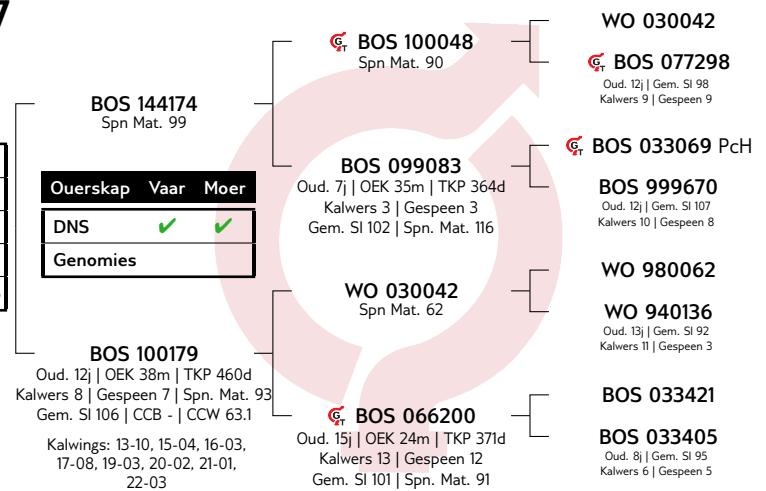 7
BOS 144174
Spn Mat. 99
Ouerskap Vaar Moer
DNS ✔ ✔
Genomies
BOS 100179
Oud. 12j | OEK 38m | TKP 460d
Kalwers 8 | Gespeen 7 | Spn. Mat. 93
Gem. SI 106 | CCB - | CCW 63.1
Kalwings: 13-10, 15-04, 16-03,
17-08, 19-03, 20-02, 21-01,
22-03
GT BOS 100048
Spn Mat. 90
BOS 099083
Oud. 7j | OEK 35m | TKP 364d
Kalwers 3 | Gespeen 3
Gem. SI 102 | Spn. Mat. 116
WO 030042
Spn Mat. 62
GT BOS 066200
Oud. 15j | OEK 24m | TKP 371d
Kalwers 13 | Gespeen 12
Gem. SI 101 | Spn. Mat. 91
WO 030042
GT BOS 077298
Oud. 12j | Gem. SI 98
Kalwers 9 | Gespeen 9
GT BOS 033069 PcH
BOS 999670
Oud. 12j | Gem. SI 107
Kalwers 10 | Gespeen 8
WO 980062
WO 940136
Oud. 13j | Gem. SI 92
Kalwers 11 | Gespeen 3
BOS 033421
BOS 033405
Oud. 8j | Gem. SI 95
Kalwers 6 | Gespeen 5